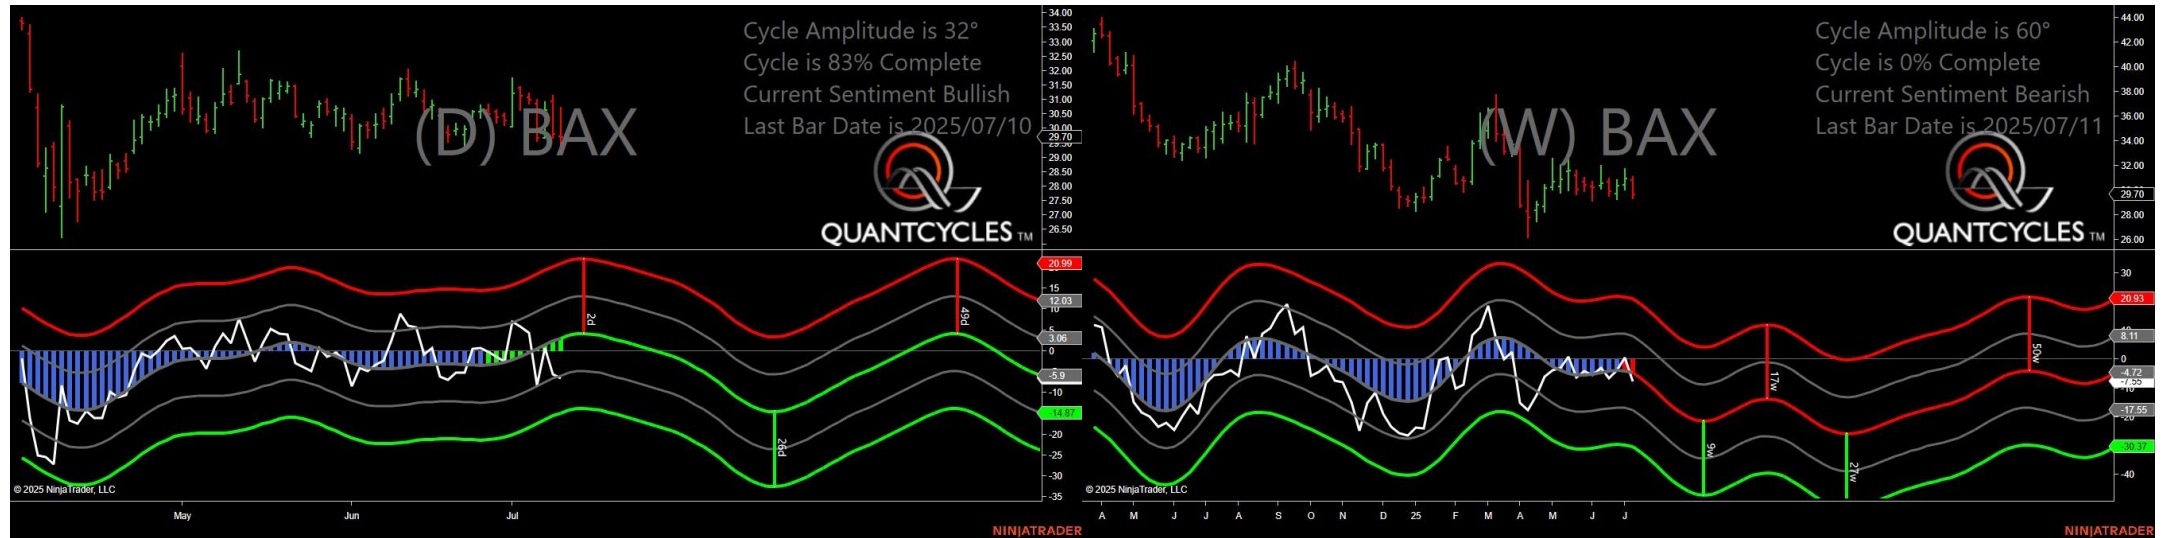 Cycle Amplitude is 32°
Cycle is 83% Complete
Current Sentiment Bullish
Last Bar Date is 2025/07/10
(D) BAX
QUANTCYCLES TM
34.00
33.50
33.00
32.50
32.00
31.50
31.00
30.50
30.00
29.70
29.00
28.50
28.00
27.50
27.00
26.50
20.99
15
12.03
10
5
3.06
0
-5.9
-10
-14.87
-20
-25
-30
-35
2d
26d
49d
© 2025 NinjaTrader, LLC
May Jun Jul
NINJATRADER
Cycle Amplitude is 60°
Cycle is 0% Complete
Current Sentiment Bearish
Last Bar Date is 2025/07/11
(W) BAX
QUANTCYCLES TM
44.00
42.00
40.00
38.00
36.00
34.00
32.00
29.70
28.00
26.00
30
20.93
8.11
0
-4.72
-7.55
-17.55
-30.37
-40
9w
17w
27w
50w
© 2025 NinjaTrader, LLC
A M J J A S O N D 25 F M A M J J
NINJATRADER